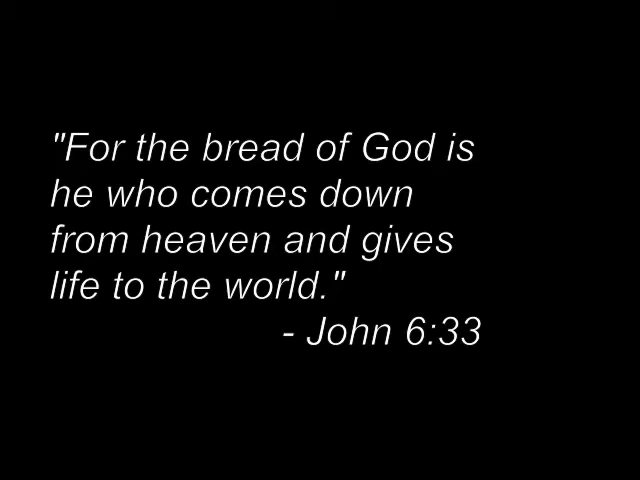 "For the bread of God is
he who comes down
from heaven and gives
life to the world."
- John 6:33